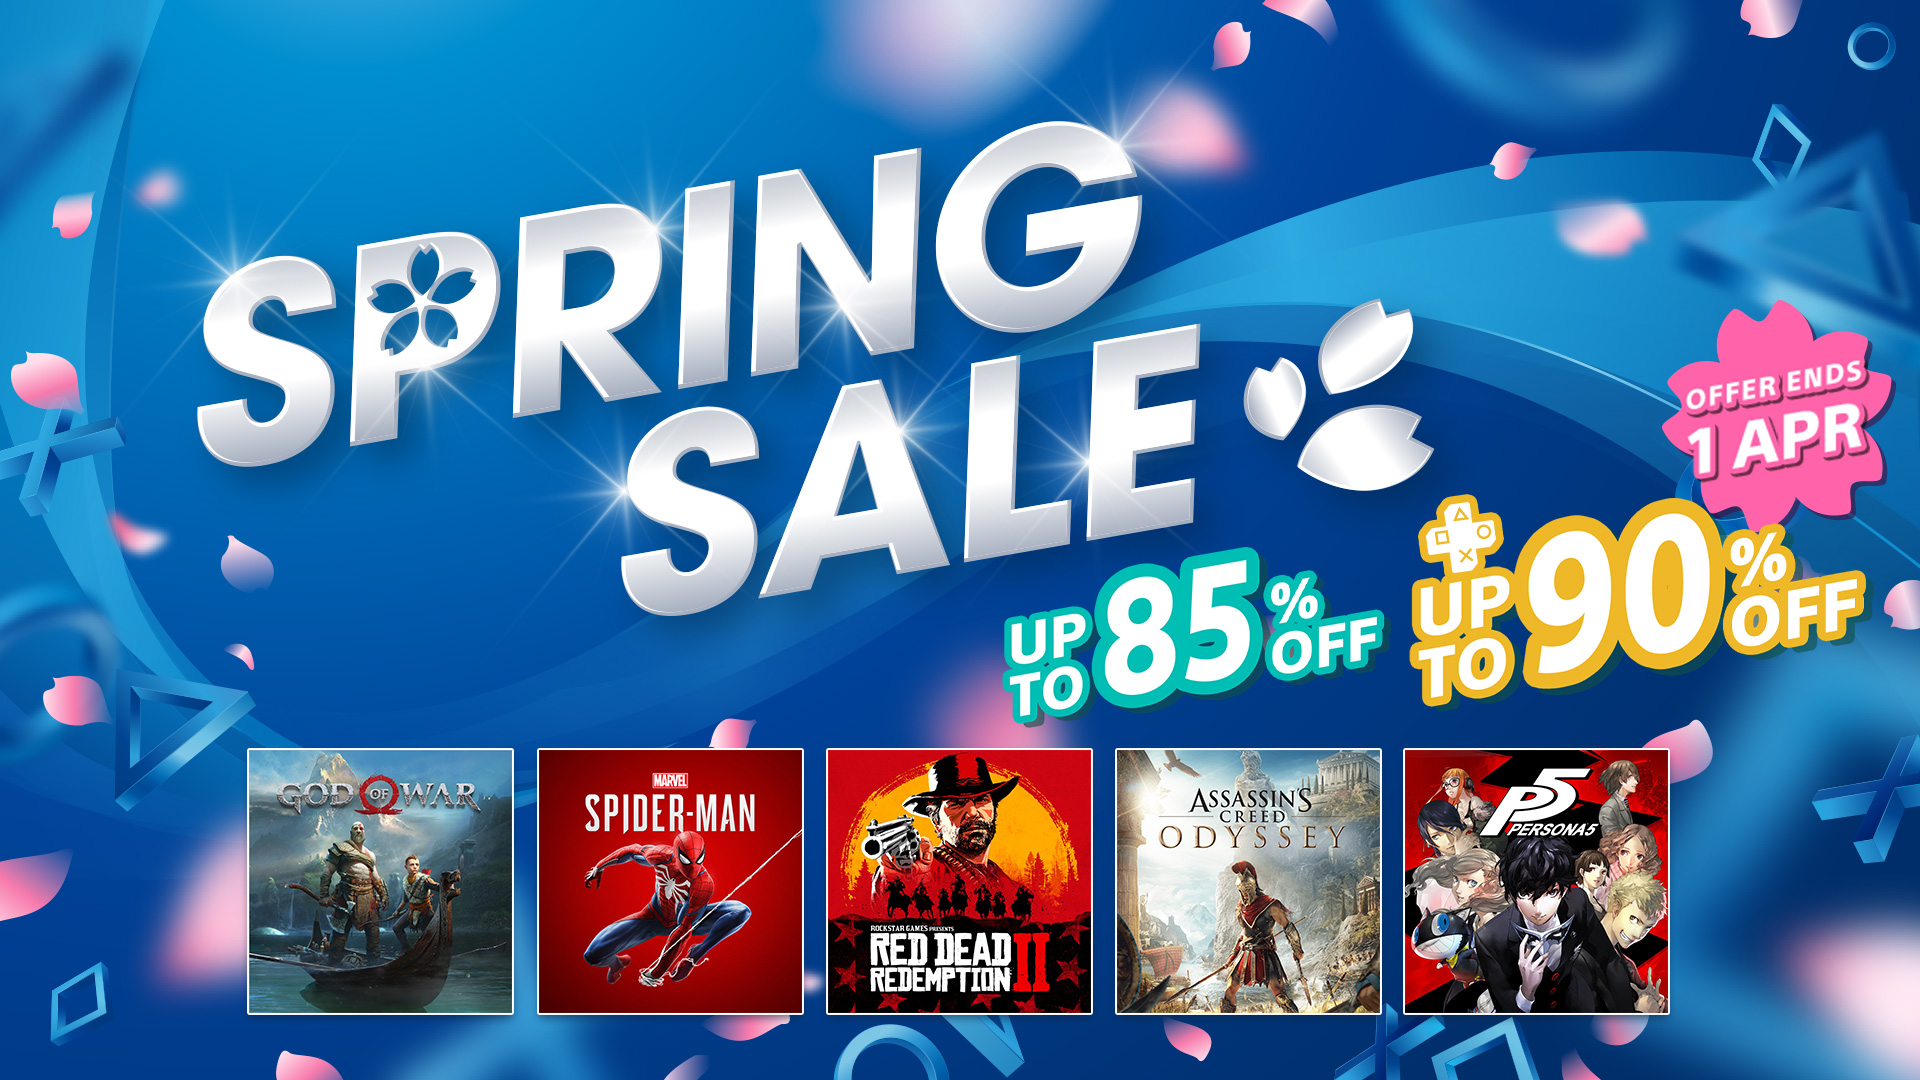 SPRING
SALE
OFFER ENDS
1 APR
UP TO 85% OFF
UP TO 90% OFF
GOD OF WAR
MARVEL
SPIDER-MAN
ROCKSTAR GAMES PRESENTS
RED DEAD
REDEMPTION II
ASSASSIN'S
CREED
ODYSSEY
P5
PERSONA5